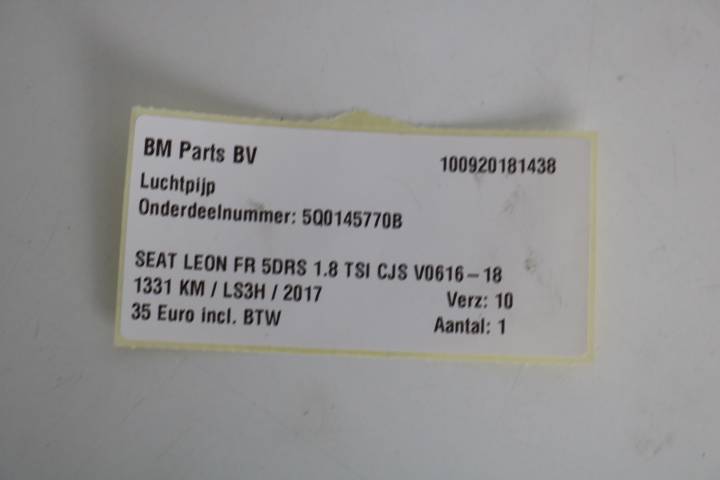 BM Parts BV 100920181438
Luchtpijp
Onderdeelnummer: 5Q0145770B
SEAT LEON FR 5DRS 1.8 TSI CJS V0616-18
1331 KM / LS3H / 2017 Verz: 10
35 Euro incl. BTW Aantal: 1